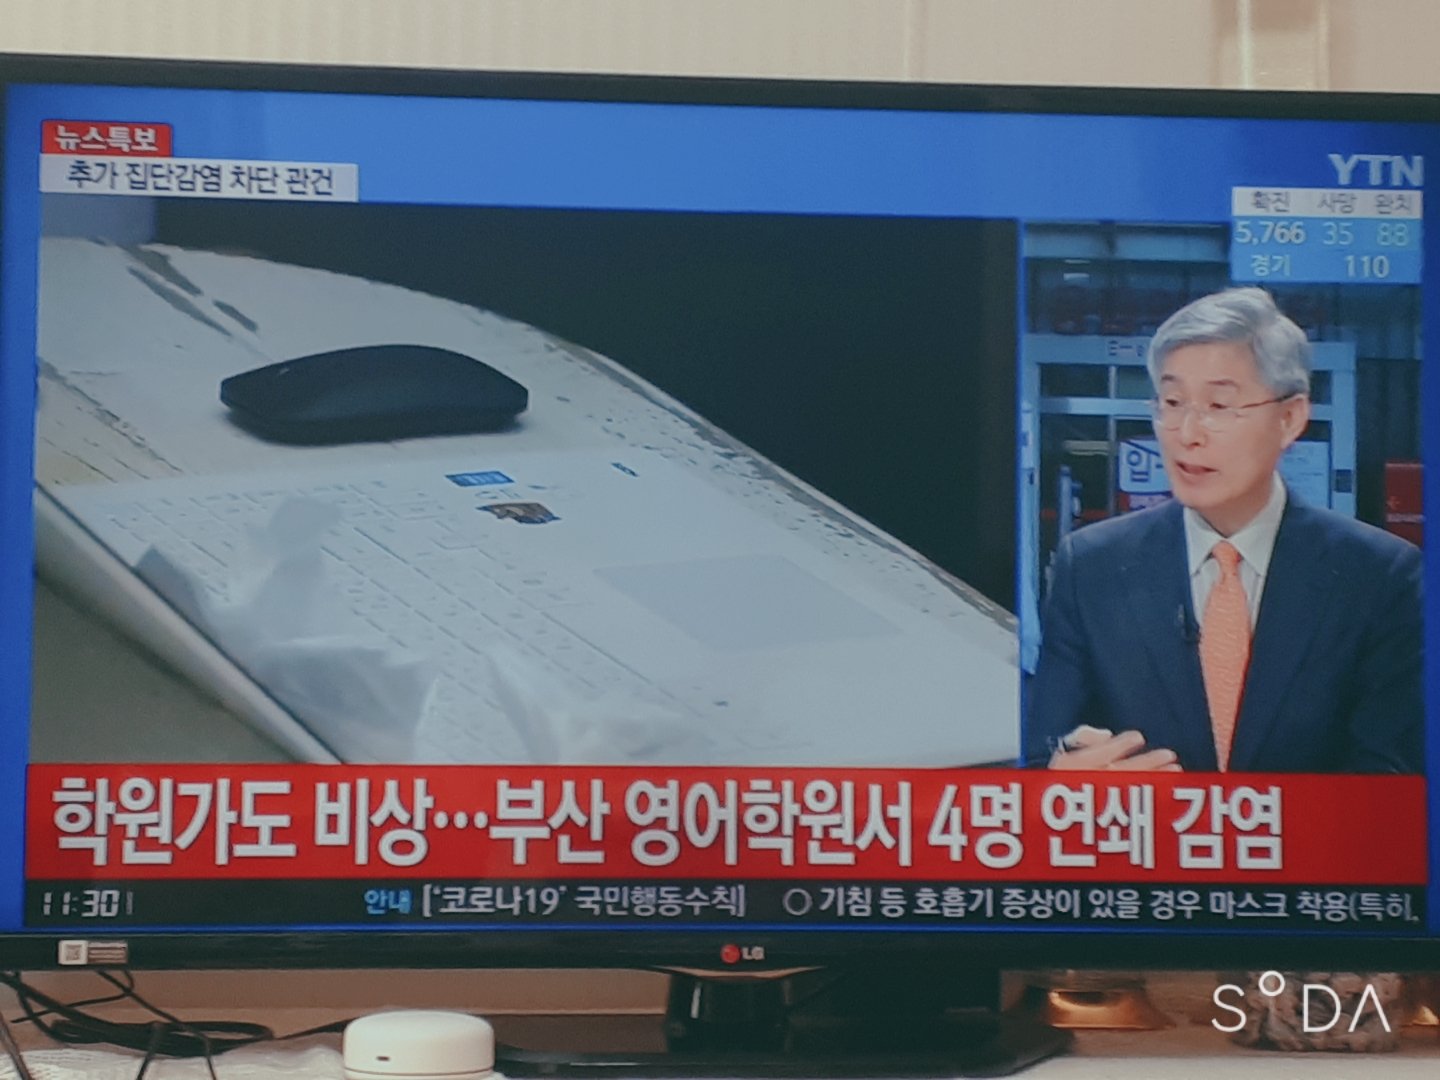 뉴스특보
추가 집단감염 차단 관건
YTN
확진 사망 완치
5,766 35 88
경기 110
입
학원가도 비상…부산 영어학원서 4명 연쇄 감염
11:30
안내 ['코로나19' 국민행동수칙] ○ 기침 등 호흡기 증상이 있을 경우 마스크 착용(특히,
LG
SODA